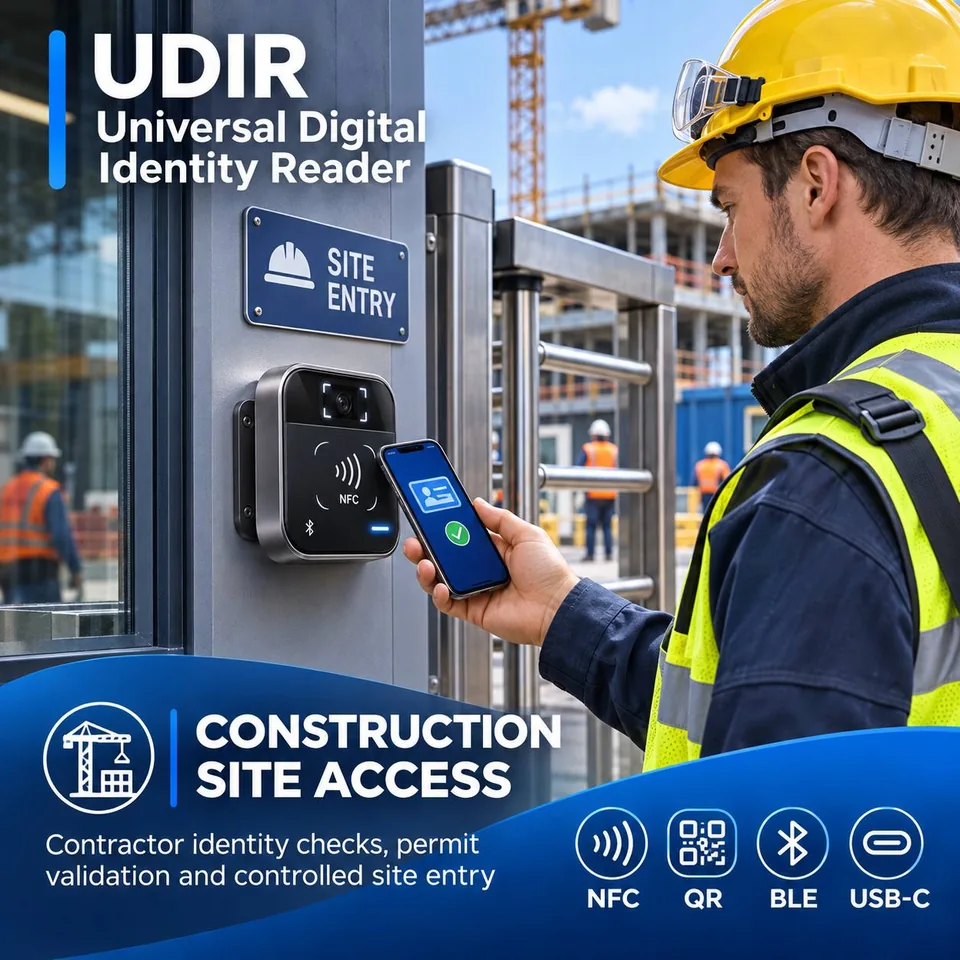 UDIR
Universal Digital
Identity Reader
SITE
ENTRY
NFC
CONSTRUCTION
SITE ACCESS
Contractor identity checks, permit
validation and controlled site entry
NFC
QR
BLE
USB-C